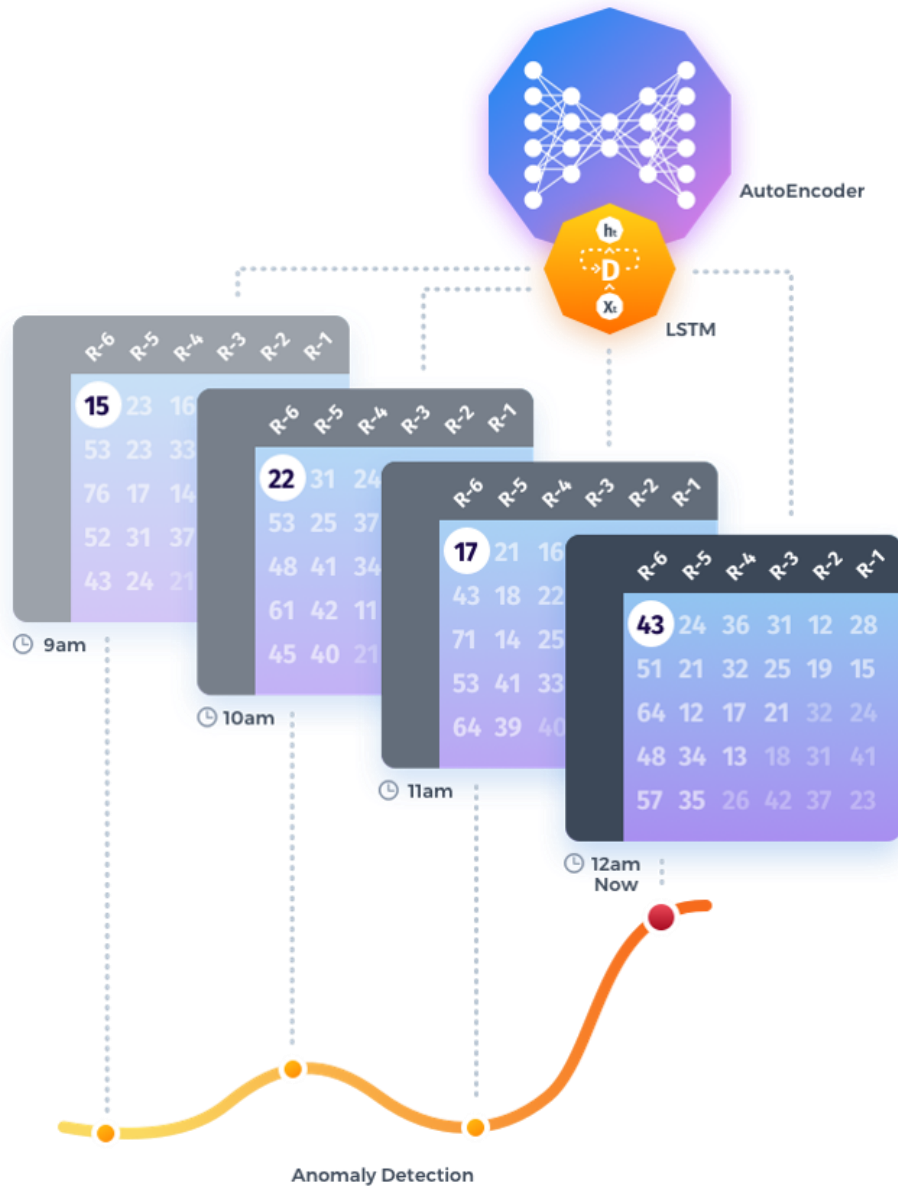 AutoEncoder
hₜ
D
Xₜ
LSTM
R-6 R-5 R-4 R-3 R-2 R-1
15 23 16
53 23 33
76 17 14
52 31 37
43 24 21
9am
R-6 R-5 R-4 R-3 R-2 R-1
22 31 24
53 25 37
48 41 34
61 42 11
45 40 21
10am
R-6 R-5 R-4 R-3 R-2 R-1
17 21 16
43 18 22
71 14 25
53 41 33
64 39 40
11am
R-6 R-5 R-4 R-3 R-2 R-1
43 24 36 31 12 28
51 21 32 25 19 15
64 12 17 21 32 24
48 34 13 18 31 41
57 35 26 42 37 23
12am
Now
Anomaly Detection